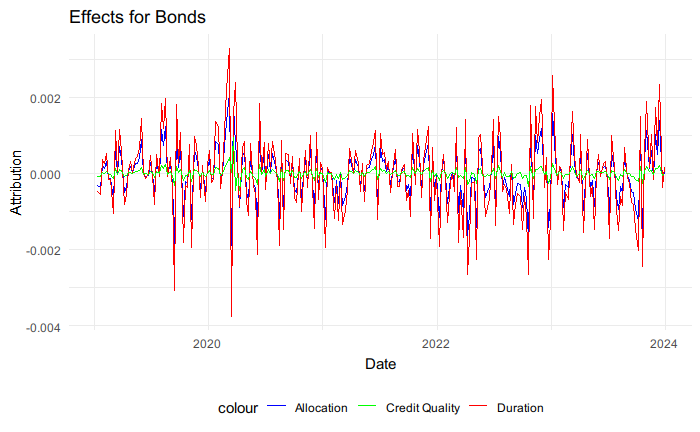 Effects for Bonds
0.002
0.000
-0.002
-0.004
Attribution
2020
2022
2024
Date
colour
Allocation
Credit Quality
Duration